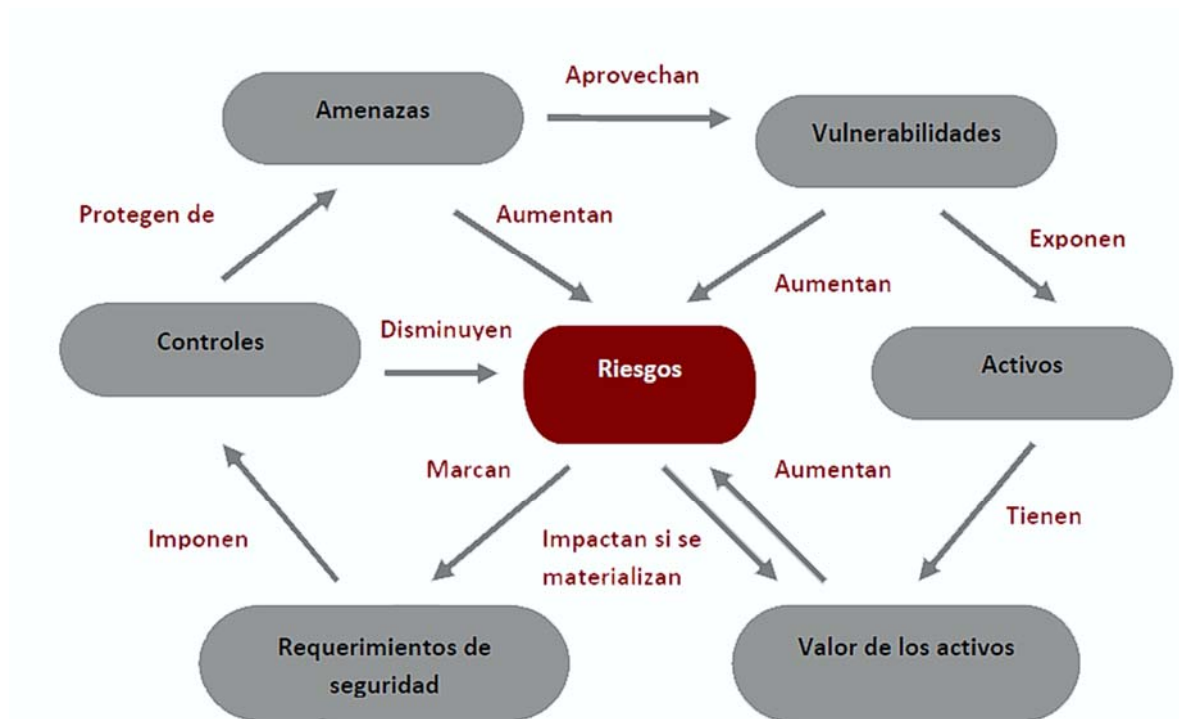 Aprovechan
Amenazas
Vulnerabilidades
Protegen de
Aumentan
Exponen
Aumentan
Controles
Disminuyen
Riesgos
Activos
Marcan
Aumentan
Tienen
Imponen
Impactan si se
materializan
Requerimientos de
seguridad
Valor de los activos